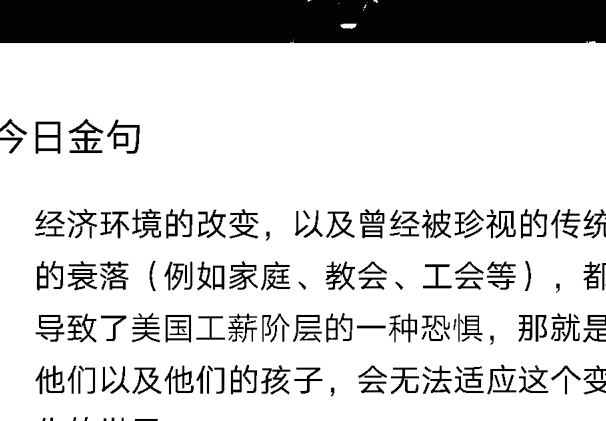 今日金句
经济环境的改变，以及曾经被珍视的传统
的衰落（例如家庭、教会、工会等），都
导致了美国工薪阶层的一种恐惧，那就是
他们以及他们的孩子，会无法适应这个变